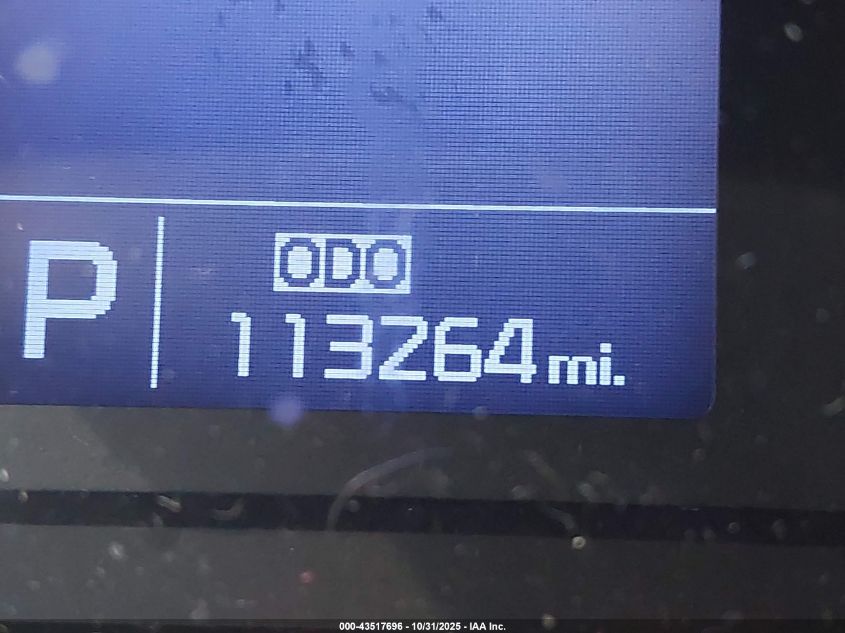 P
ODO
113264 mi.
000-43517696 - 10/31/2025 - IAA Inc.